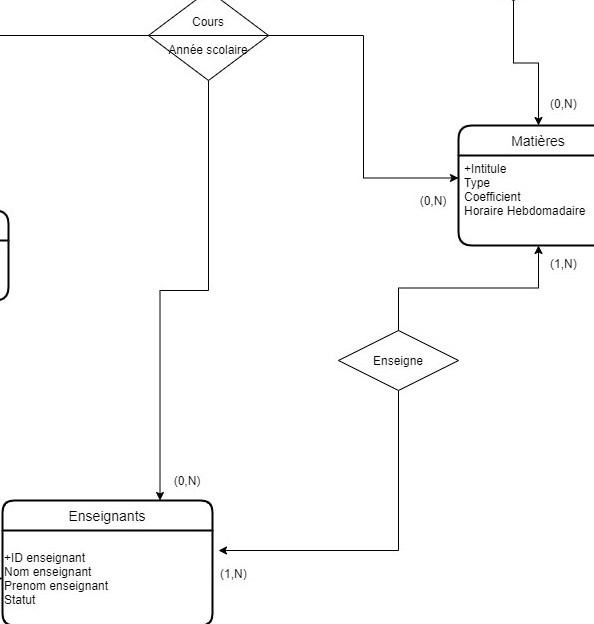 Cours
Année scolaire
(0,N)
Matières
+Intitule
Type
Coefficient
Horaire Hebdomadaire
(0,N)
(1,N)
Enseigne
(0,N)
Enseignants
+ID enseignant
Nom enseignant
Prenom enseignant
Statut
(1,N)